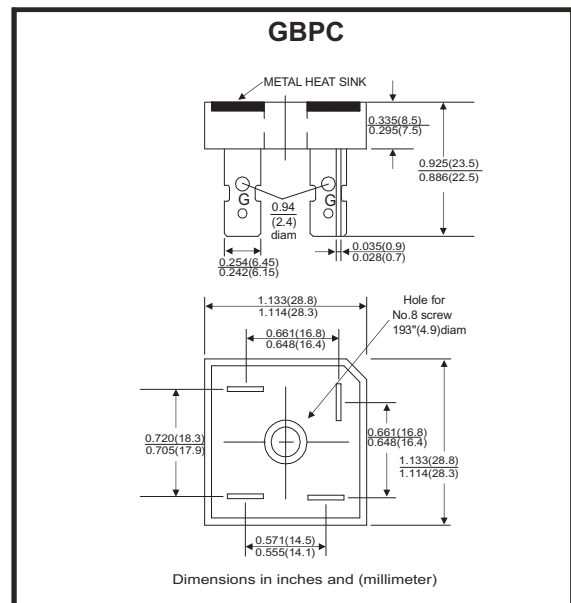 GBPC
METAL HEAT SINK
0.335(8.5)
0.295(7.5)
0.925(23.5)
0.886(22.5)
G
G
0.94
(2.4)
diam
0.035(0.9)
0.028(0.7)
0.254(6.45)
0.242(6.15)
1.133(28.8)
1.114(28.3)
Hole for
No.8 screw
193"(4.9)diam
0.661(16.8)
0.648(16.4)
0.720(18.3)
0.705(17.9)
0.661(16.8)
0.648(16.4)
1.133(28.8)
1.114(28.3)
0.571(14.5)
0.555(14.1)
Dimensions in inches and (millimeter)